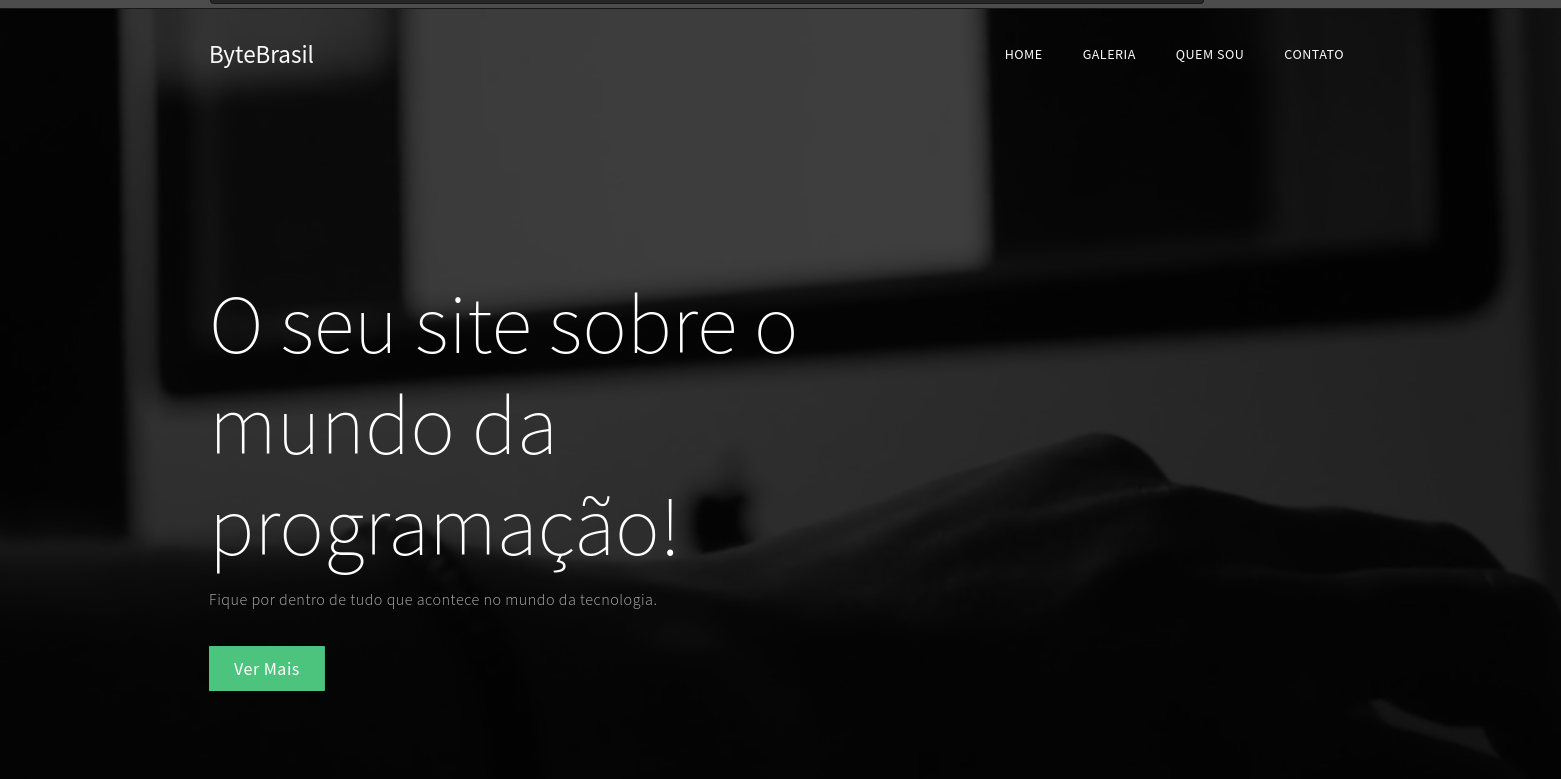 ByteBrasil
HOME GALERIA QUEM SOU CONTATO
O seu site sobre o
mundo da
programação!
Fique por dentro de tudo que acontece no mundo da tecnologia.
Ver Mais